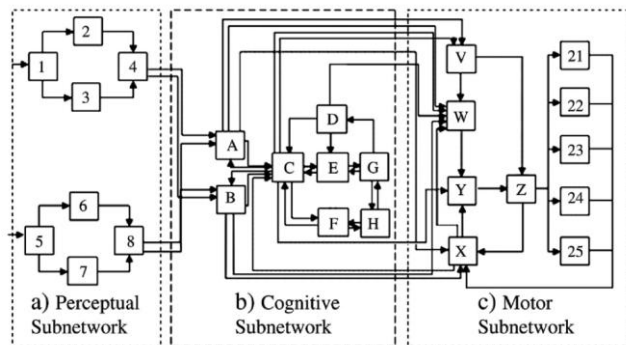 2
1
4
3
6
5
8
7
a) Perceptual
Subnetwork
A
B
C
D
E
G
F
H
b) Cognitive
Subnetwork
V
W
Y
Z
X
21
22
23
24
25
c) Motor
Subnetwork